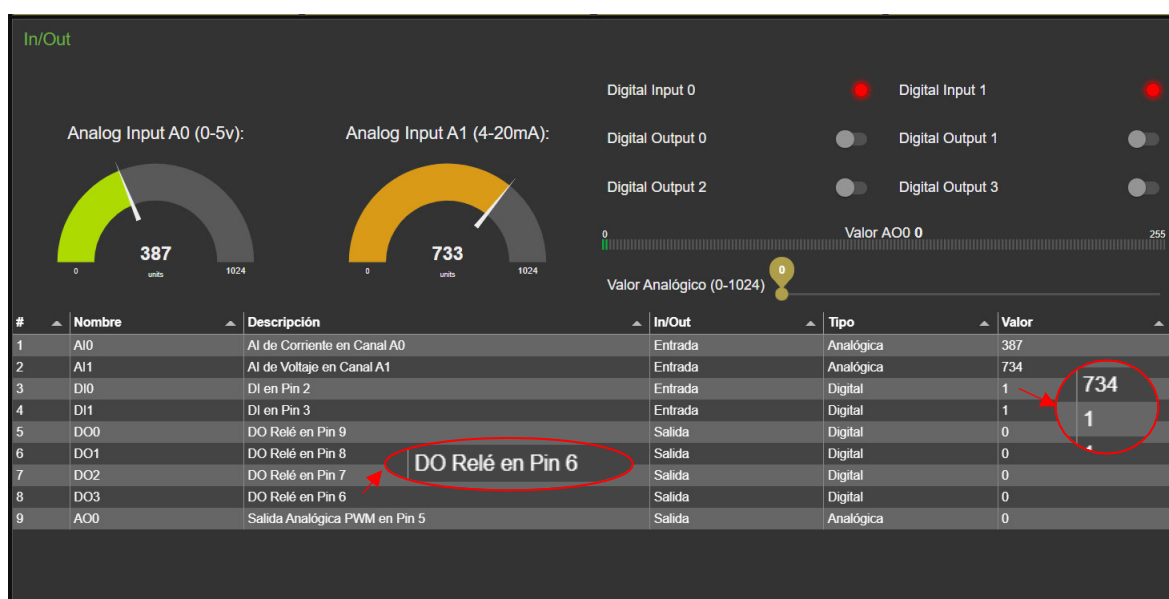 In/Out
Digital Input 0 Digital Input 1
Analog Input A0 (0-5v): Analog Input A1 (4-20mA):
Digital Output 0 Digital Output 1
Digital Output 2 Digital Output 3
387
units
0 1024
733
units
0 1024
0 Valor AO0 0 255
0
Valor Analógico (0-1024)
# Nombre Descripción In/Out Tipo Valor
1 AI0 AI de Corriente en Canal A0 Entrada Analógica 387
2 AI1 AI de Voltaje en Canal A1 Entrada Analógica 734
3 DI0 DI en Pin 2 Entrada Digital 1
4 DI1 DI en Pin 3 Entrada Digital 1
5 DO0 DO Relé en Pin 9 Salida Digital 0
6 DO1 DO Relé en Pin 8 Salida Digital 0
7 DO2 DO Relé en Pin 7 Salida Digital 0
8 DO3 DO Relé en Pin 6 Salida Digital 0
9 AO0 Salida Analógica PWM en Pin 5 Salida Analógica 0
734
1
DO Relé en Pin 6